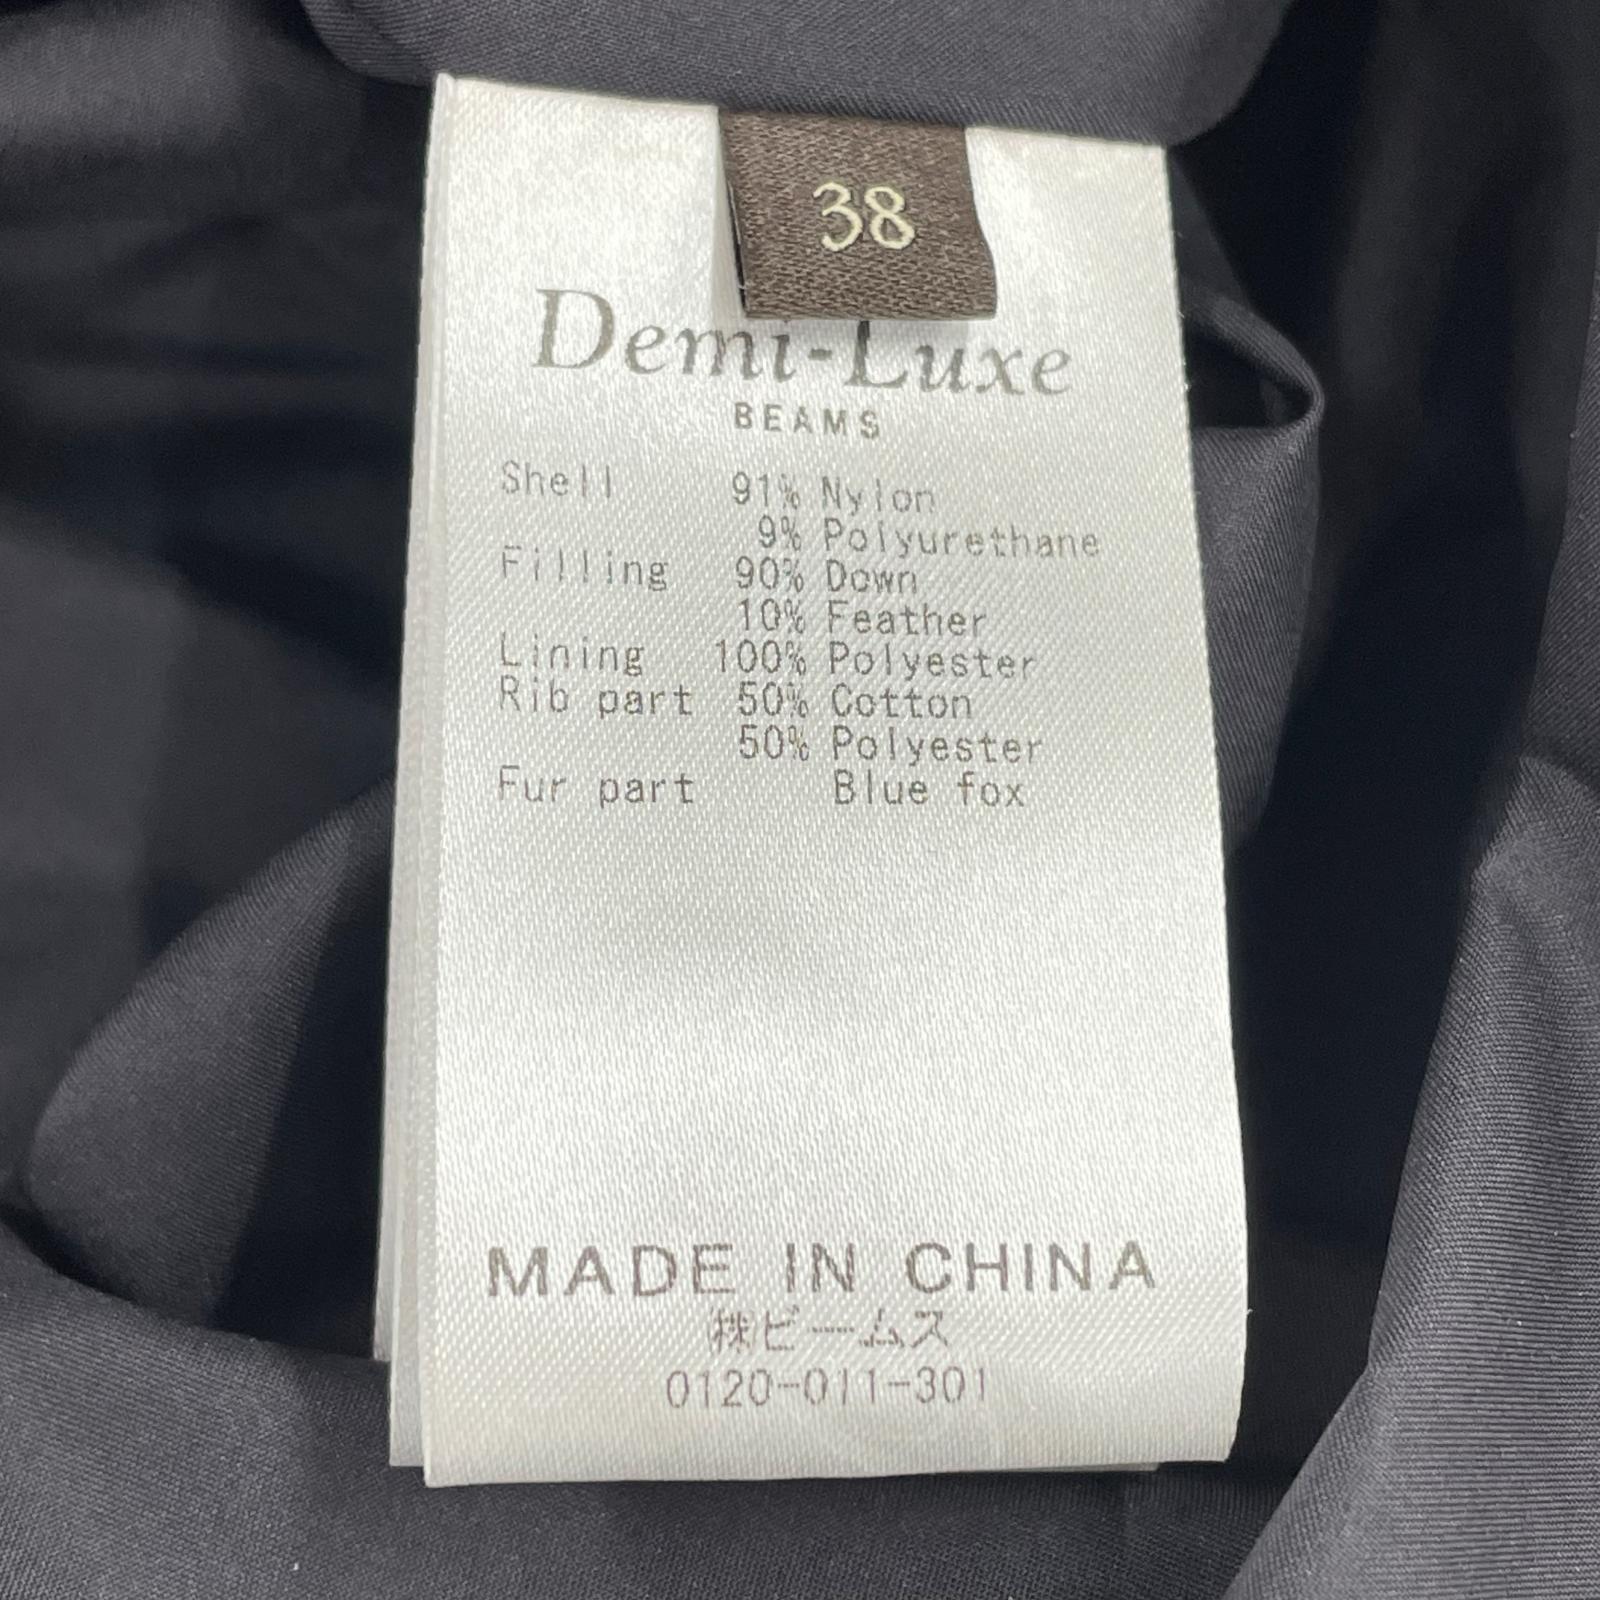 38
Demi-Luxe
BEAMS
Shell 91% Nylon
9% Polyurethane
Filling 90% Down
10% Feather
Lining 100% Polyester
Rib part 50% Cotton
50% Polyester
Fur part Blue fox
MADE IN CHINA
㈱ビームス
0120-011-301